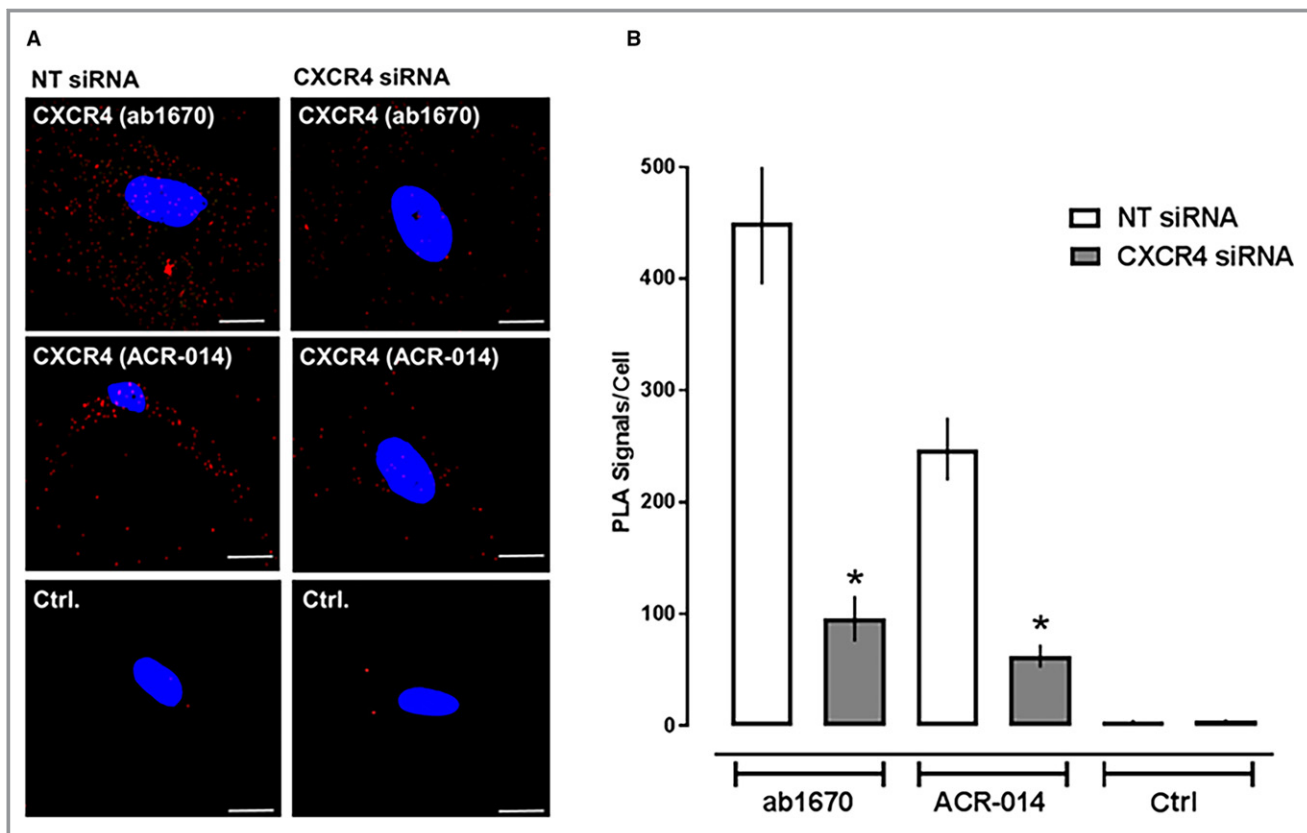 A
NT siRNA
CXCR4 siRNA
CXCR4 (ab1670)
CXCR4 (ab1670)
CXCR4 (ACR-014)
CXCR4 (ACR-014)
Ctrl.
Ctrl.
B
500
400
300
200
100
0
PLA Signals/Cell
NT siRNA
CXCR4 siRNA
*
*
ab1670
ACR-014
Ctrl